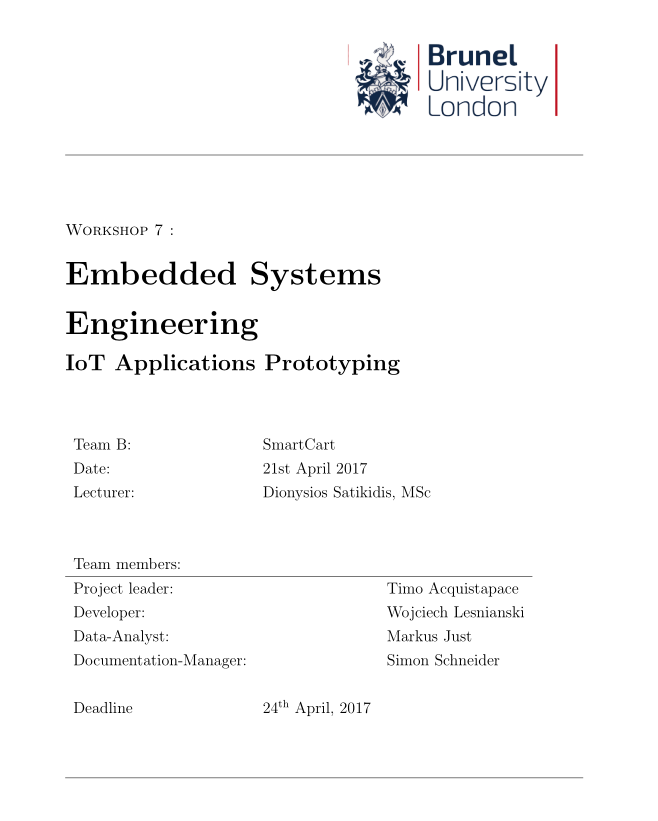 Brunel
University
London
Workshop 7 :
Embedded Systems
Engineering
IoT Applications Prototyping
Team B: SmartCart
Date: 21st April 2017
Lecturer: Dionysios Satikidis, MSc
Team members:
Project leader: Timo Acquistapace
Developer: Wojciech Lesnianski
Data-Analyst: Markus Just
Documentation-Manager: Simon Schneider
Deadline 24th April, 2017